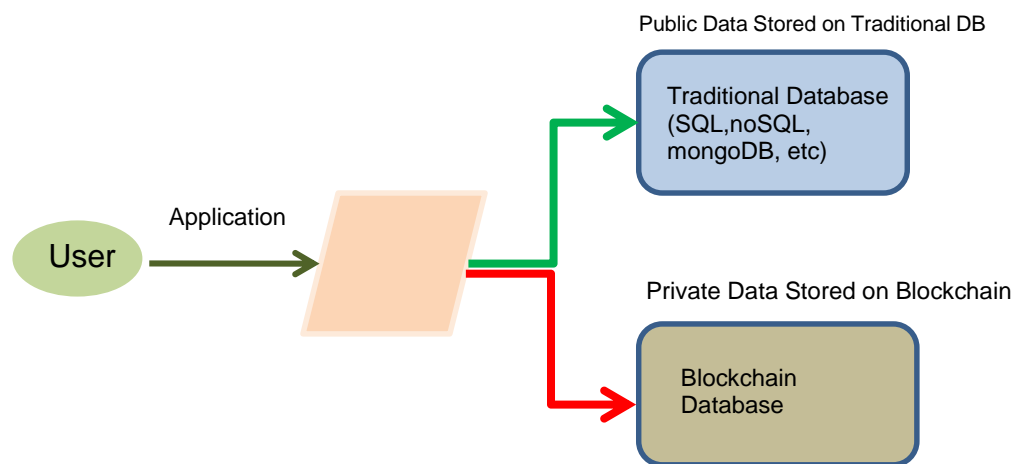 Public Data Stored on Traditional DB
Traditional Database
(SQL,noSQL,
mongoDB, etc)
Application
User
Private Data Stored on Blockchain
Blockchain
Database